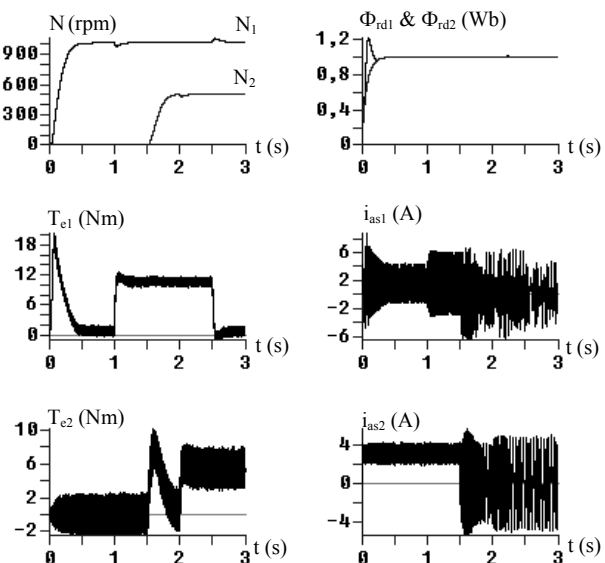 N (rpm)
N₁
900
600
300
0
N₂
t (s)
0 1 2 3
Φrd1 & Φrd2 (Wb)
1,2
0,8
0,4
0
t (s)
0 1 2 3
Te1 (Nm)
18
12
6
0
t (s)
0 1 2 3
ias1 (A)
6
2
-2
-6
t (s)
0 1 2 3
Te2 (Nm)
10
6
2
-2
t (s)
0 1 2 3
ias2 (A)
4
0
-4
t (s)
0 1 2 3